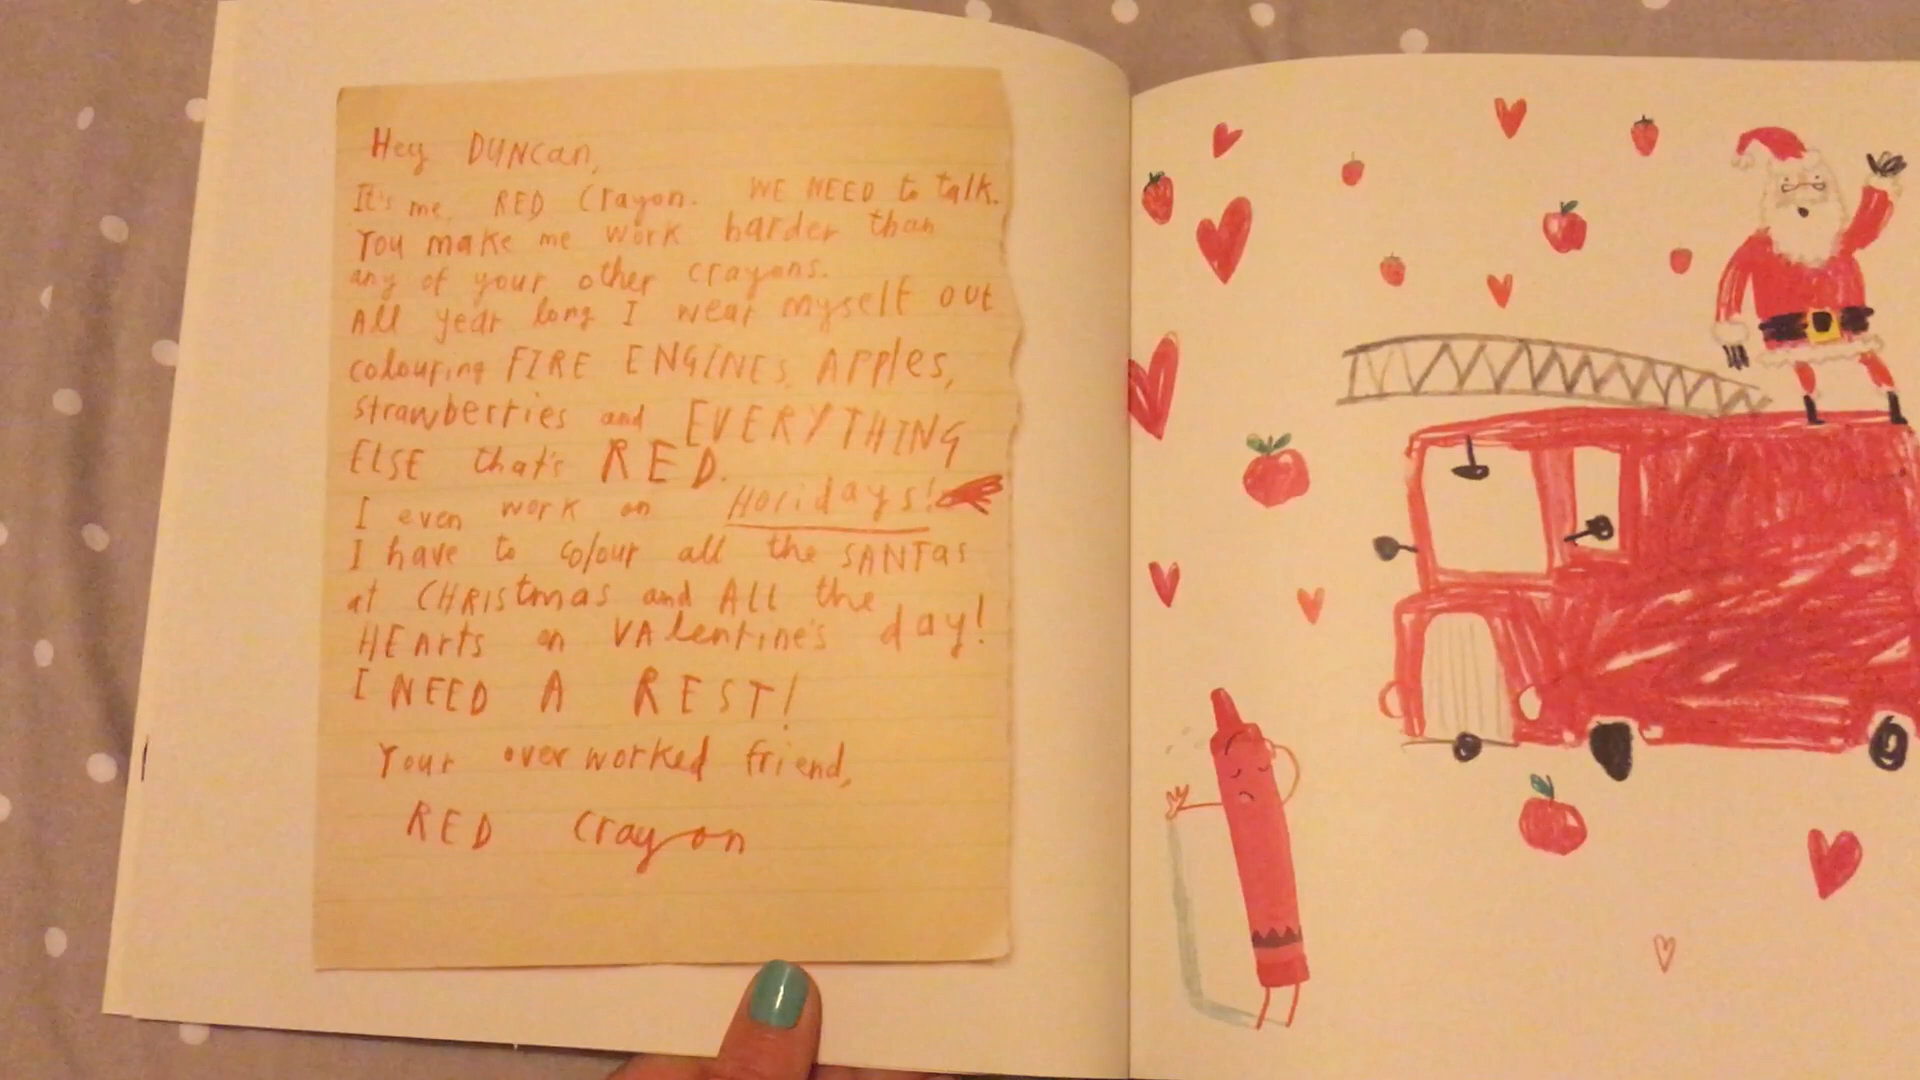 Hey DUNCan,
It's me, RED Crayon. WE NEED to talk.
You make me work harder than
any of your other crayons.
All year long I wear myself out
colouring FIRE ENGINES, APPles,
strawberries and EVERYTHING
ELSE that's RED.
I even work on Holidays!
I have to colour all the SANTas
at CHRIStmas and ALL the
HEArts on VAlentine's day!
I NEED A REST!
Your overworked friend,
RED Crayon